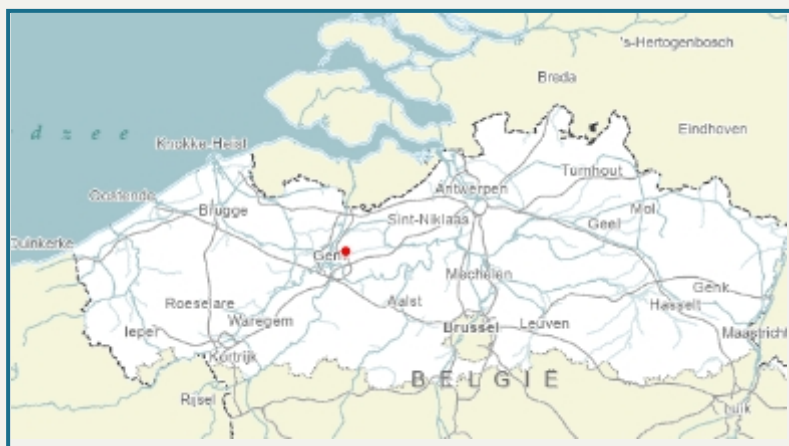 's-Hertogenbosch
Breda
d z e e
Eindhoven
Knokke-Heist
Turnhout
Antwerpen
Oostende
Brugge
Mol
Sint-Niklaas
Geel
Duinkerke
Gent
Mechelen
Genk
Roeselare
Aalst
Hasselt
Waregem
Brussel
Leuven
Ieper
Maastricht
Kortrijk
BELGIË
Rijsel
Luik